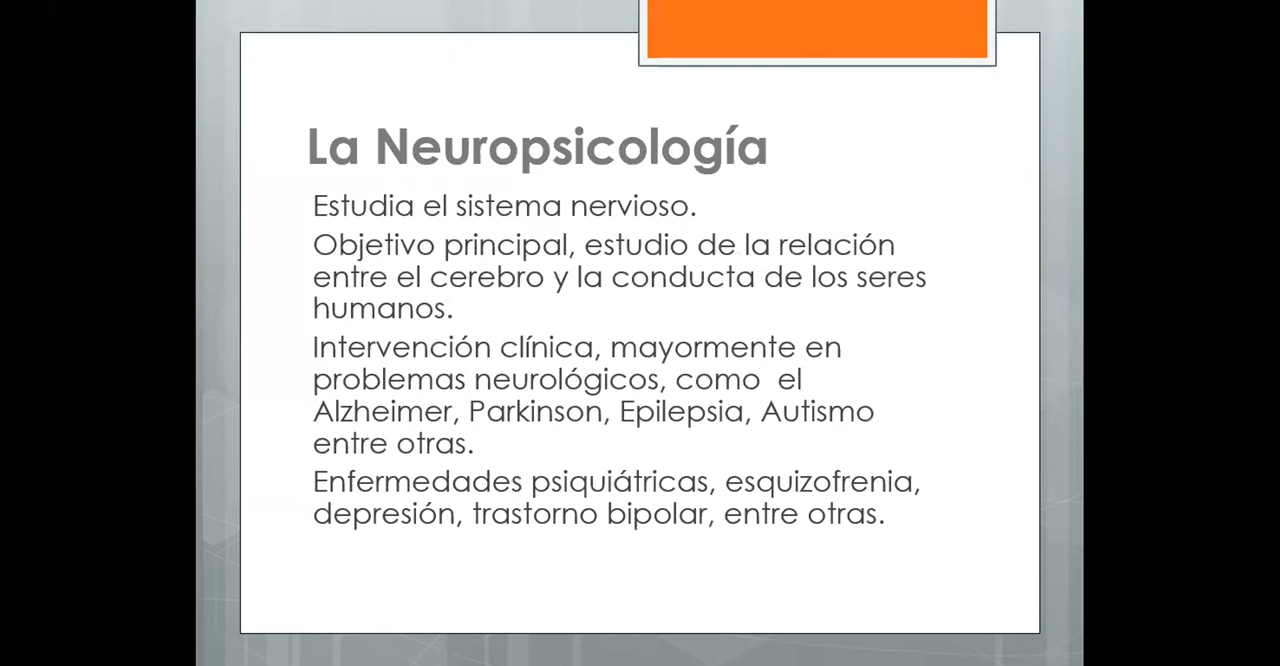 La Neuropsicología
Estudia el sistema nervioso.
Objetivo principal, estudio de la relación
entre el cerebro y la conducta de los seres
humanos.
Intervención clínica, mayormente en
problemas neurológicos, como  el
Alzheimer, Parkinson, Epilepsia, Autismo
entre otras.
Enfermedades psiquiátricas, esquizofrenia,
depresión, trastorno bipolar, entre otras.